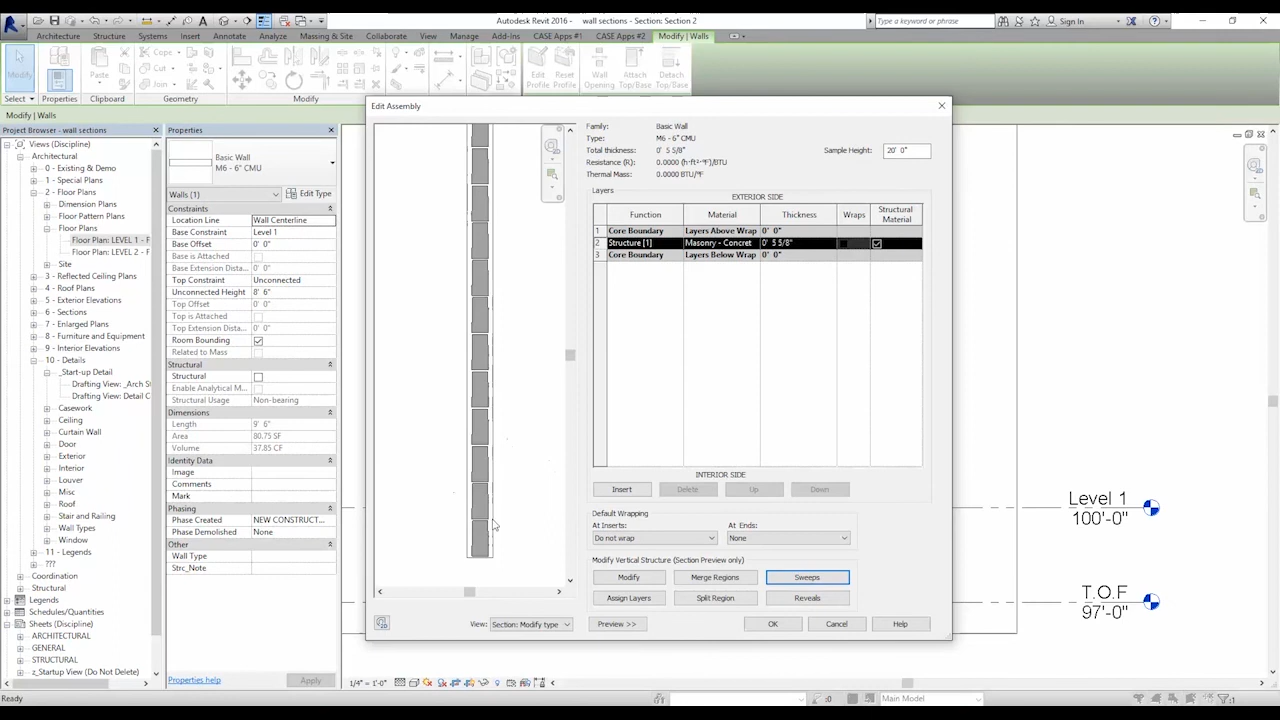 Autodesk Revit 2016 - wall sections - Section: Section 2
Type a keyword or phrase
Sign In
Architecture Structure Systems Insert Annotate Analyze Massing & Site Collaborate View Manage Add-Ins CASE Apps #1 CASE Apps #2 Modify | Walls
Modify
Paste
Cope
Cut
Join
Edit Profile
Reset Profile
Wall Opening
Attach Top/Base
Detach Top/Base
Select Properties Clipboard Geometry Modify
Modify | Walls
Project Browser - wall sections
Views (Discipline)
Architectural
0 - Existing & Demo
1 - Special Plans
2 - Floor Plans
Dimension Plans
Floor Pattern Plans
Floor Plans
Floor Plan: LEVEL 1 - F
Floor Plan: LEVEL 2 - F
Site
3 - Reflected Ceiling Plans
4 - Roof Plans
5 - Exterior Elevations
6 - Sections
7 - Enlarged Plans
8 - Furniture and Equipment
9 - Interior Elevations
10 - Details
_Start-up Detail
Drafting View: _Arch S
Drafting View: Detail C
Casework
Ceiling
Curtain Wall
Door
Exterior
Interior
Louver
Misc
Roof
Stair and Railing
Wall Types
Window
11 - Legends
???
Coordination
Structural
Legends
Schedules/Quantities
Sheets (Discipline)
ARCHITECTURAL
LEGAL
STRUCTURAL
z_Startup View (Do Not Delete)
Properties
Basic Wall
M6 - 6" CMU
Walls (1)
Edit Type
Constraints
Location Line Wall Centerline
Base Constraint Level 1
Base Offset 0' 0"
Base is Attached
Base Extension Dista...
0' 0"
Top Constraint Unconnected
Unconnected Height 8' 6"
Top Offset 0' 0"
Top is Attached
Top Extension Dista... 0' 0"
Room Bounding
Related to Mass
Structural
Structural
Enable Analytical M...
Structural Usage Non-bearing
Dimensions
Length 9' 6"
Area 80.75 SF
Volume 37.85 CF
Identity Data
Image
Comments
Mark
Phasing
Phase Created NEW CONSTRUCT...
Phase Demolished None
Other
Wall Type
Strc_Note
Properties help
Apply
Edit Assembly
Family: Basic Wall
Type: M6 - 6" CMU
Total thickness: 0' 5 5/8"
Resistance (R): 0.0000 (h·ft²·°F)/BTU
Thermal Mass: 0.0000 BTU/°F
Sample Height: 20' 0"
Layers
EXTERIOR SIDE
Function Material Thickness Wraps Structural Material
1 Core Boundary Layers Above Wrap 0' 0"
2 Structure [1] Masonry - Concret 0' 5 5/8"
3 Core Boundary Layers Below Wrap 0' 0"
INTERIOR SIDE
Insert Delete Up Down
Default Wrapping
At Inserts: At Ends:
Do not wrap None
Modify Vertical Structure (Section Preview only)
Modify Merge Regions Sweeps
Assign Layers Split Region Reveals
View: Section: Modify type Preview >> OK Cancel Help
Level 1
100'-0"
T.O.F
97'-0"
1/4" = 1'-0"
Ready
:0
Main Model
:1